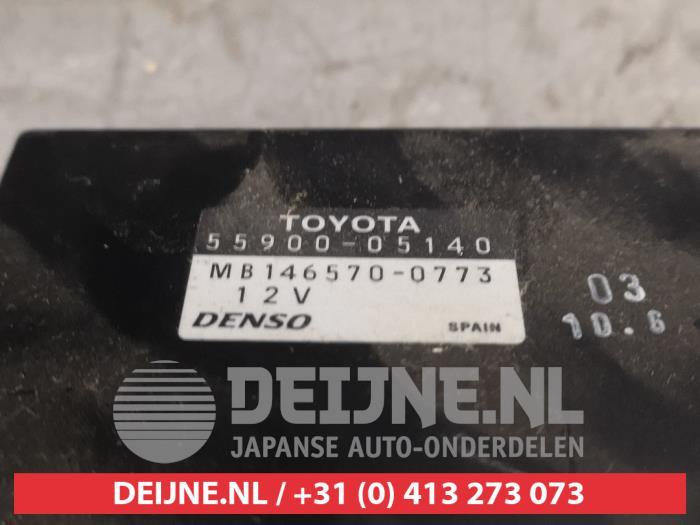 TOYOTA
55900-05140
MB146570-0773
12V
DENSO SPAIN
03
10.6
DEIJNE.NL
JAPANSE AUTO-ONDERDELEN
DEIJNE.NL / +31 (0) 413 273 073